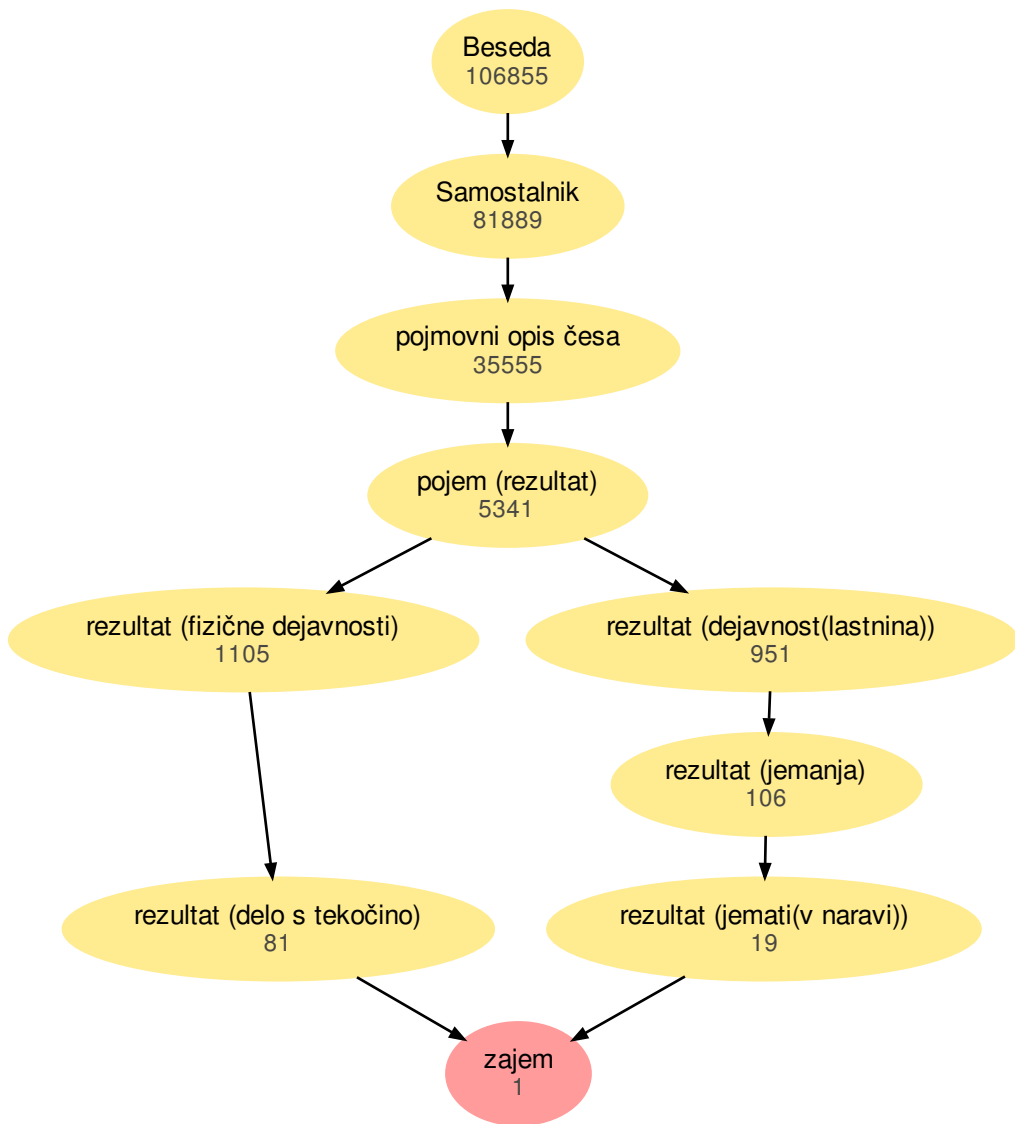 Beseda
106855
Samostalnik
81889
pojmovni opis česa
35555
pojem (rezultat)
5341
rezultat (fizične dejavnosti)
1105
rezultat (dejavnost(lastnina))
951
rezultat (jemanja)
106
rezultat (delo s tekočino)
81
rezultat (jemati(v naravi))
19
zajem
1